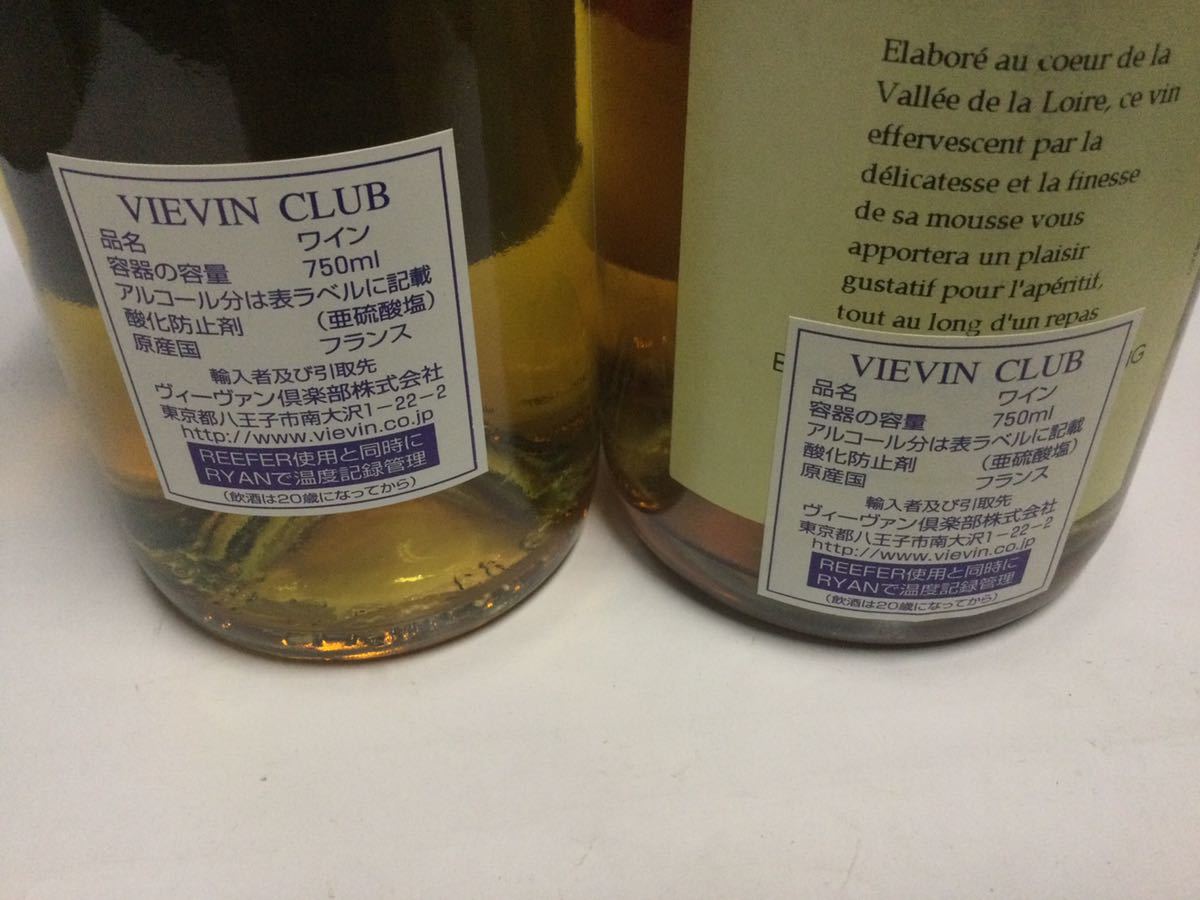 VIEVIN CLUB
品名 ワイン
容器の容量 750ml
アルコール分は表ラベルに記載
酸化防止剤 (亜硫酸塩)
原産国 フランス
輸入者及び引取先
ヴィーヴァン倶楽部株式会社
東京都八王子市南大沢1-22-2
http://www.vievin.co.jp
REEFER使用と同時に
RYANで温度記録管理
(飲酒は20歳になってから)
Elaboré au coeur de la
Vallée de la Loire, ce vin
effervescent par la
délicatesse et la finesse
de sa mousse vous
apportera un plaisir
gustatif pour l'apéritif,
tout au long d'un repas
VIEVIN CLUB
品名 ワイン
容器の容量 750ml
アルコール分は表ラベルに記載
酸化防止剤 (亜硫酸塩)
原産国 フランス
輸入者及び引取先
ヴィーヴァン倶楽部株式会社
東京都八王子市南大沢1-22-2
http://www.vievin.co.jp
REEFER使用と同時に
RYANで温度記録管理
(飲酒は20歳になってから)